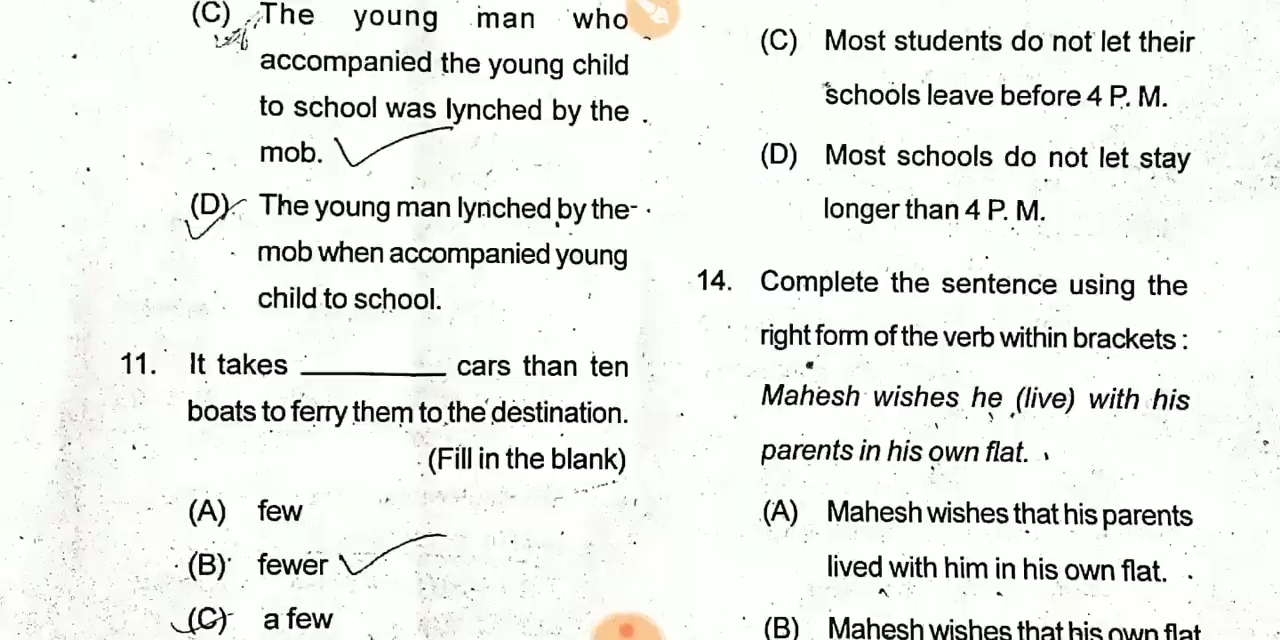 (C) The young man who
accompanied the young child
to school was lynched by the
mob.
(D) The young man lynched by the
mob when accompanied young
child to school.
11. It takes ________ cars than ten
boats to ferry them to the destination.
(Fill in the blank)
(A) few
(B) fewer
(C) a few
(C) Most students do not let their
schools leave before 4 P. M.
(D) Most schools do not let stay
longer than 4 P. M.
14. Complete the sentence using the
right form of the verb within brackets :
Mahesh wishes he (live) with his
parents in his own flat.
(A) Mahesh wishes that his parents
lived with him in his own flat.
(B) Mahesh wishes that his own flat